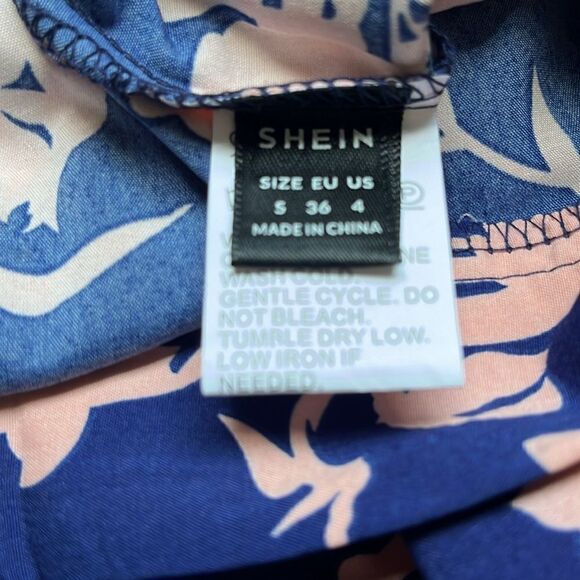 SHEIN
SIZE EU US
S 36 4
MADE IN CHINA
WASH COLD.
GENTLE CYCLE. DO
NOT BLEACH.
TUMBLE DRY LOW.
LOW IRON IF
NEEDED.